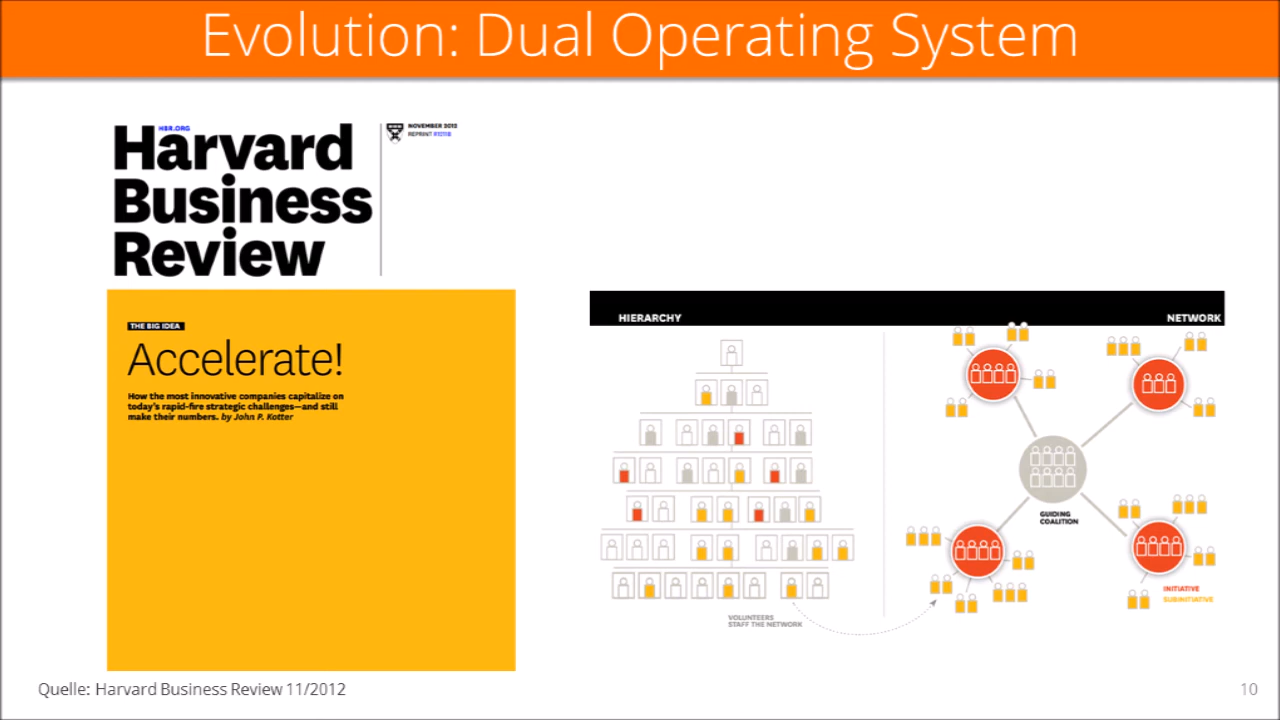 Evolution: Dual Operating System
HBR.ORG
Harvard
Business
Review
NOVEMBER 2012
REPRINT R1211B
THE BIG IDEA
Accelerate!
How the most innovative companies capitalize on
today's rapid-fire strategic challenges—and still
make their numbers. by John P. Kotter
HIERARCHY
NETWORK
GUIDING
COALITION
INITIATIVE
SUBINITIATIVE
VOLUNTEERS
STAFF THE NETWORK
Quelle: Harvard Business Review 11/2012
10